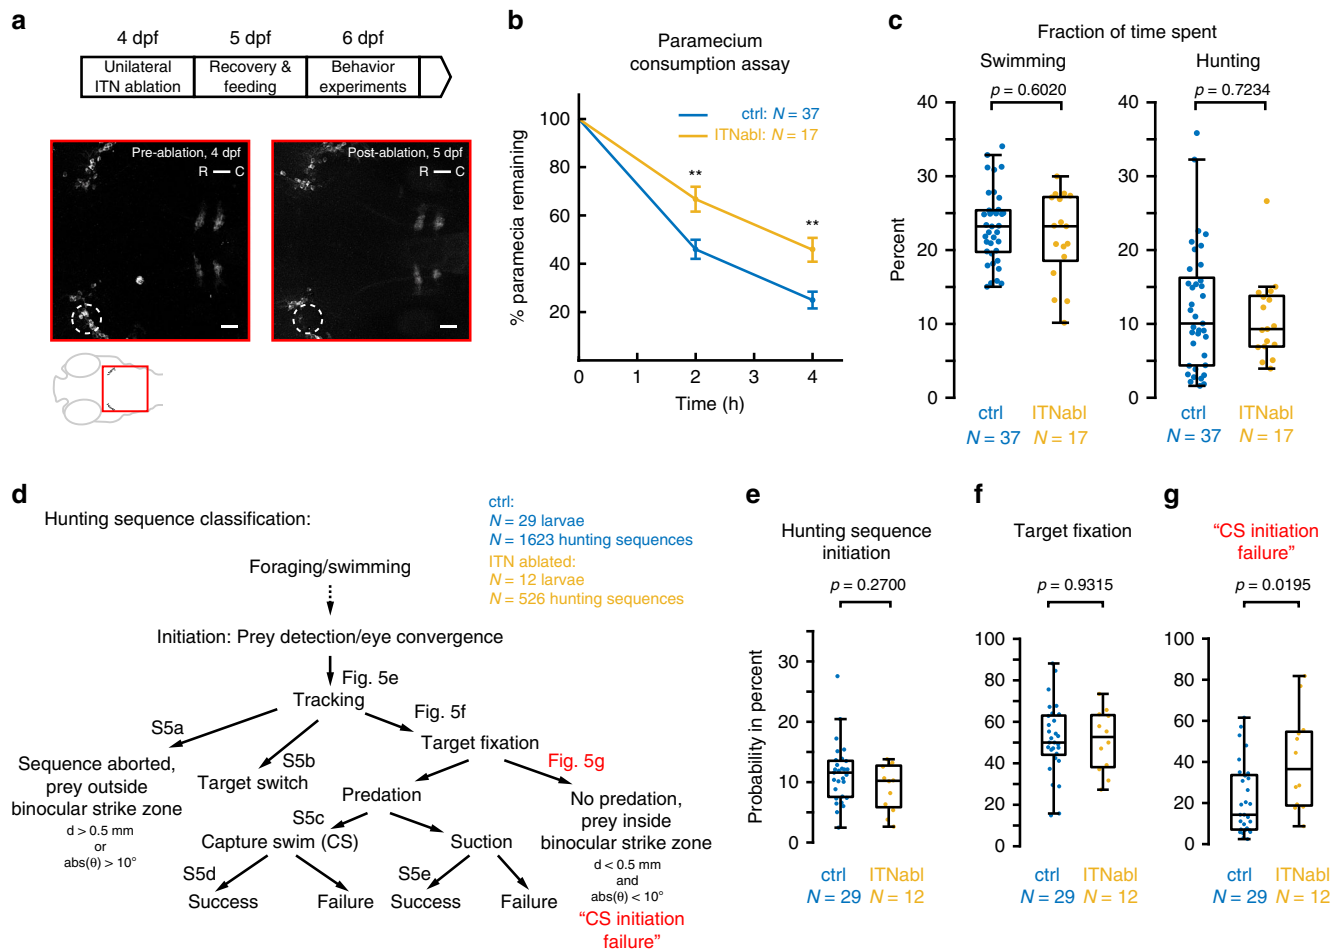 a
4 dpf 5 dpf 6 dpf
Unilateral ITN ablation
Recovery & feeding
Behavior experiments
Pre-ablation, 4 dpf
R C
Post-ablation, 5 dpf
R C
b
Paramecium
consumption assay
ctrl: N = 37
ITNabl: N = 17
% paramecia remaining
100
80
60
40
20
**
**
0 1 2 3 4
Time (h)
c
Fraction of time spent
Swimming
p = 0.6020
Percent
40
30
20
10
0
ctrl
N = 37
ITNabl
N = 17
Hunting
p = 0.7234
40
30
20
10
0
ctrl
N = 37
ITNabl
N = 17
d
Hunting sequence classification:
ctrl:
N = 29 larvae
N = 1623 hunting sequences
ITN ablated:
N = 12 larvae
N = 526 hunting sequences
Foraging/swimming
Initiation: Prey detection/eye convergence
Fig. 5e
Tracking
S5a
S5b
Fig. 5f
Sequence aborted,
prey outside
binocular strike zone
d > 0.5 mm
or
abs(θ) > 10°
Target switch
Target fixation
Fig. 5g
Predation
No predation,
prey inside
binocular strike zone
d < 0.5 mm
and
abs(θ) < 10°
"CS initiation
failure"
S5c
Capture swim (CS)
Suction
S5d
S5e
Success
Failure
Success
Failure
e
Hunting sequence
initiation
p = 0.2700
Probability in percent
30
20
10
0
ctrl
N = 29
ITNabl
N = 12
f
Target fixation
p = 0.9315
100
80
60
40
20
0
ctrl
N = 29
ITNabl
N = 12
g
"CS initiation
failure"
p = 0.0195
100
80
60
40
20
0
ctrl
N = 29
ITNabl
N = 12